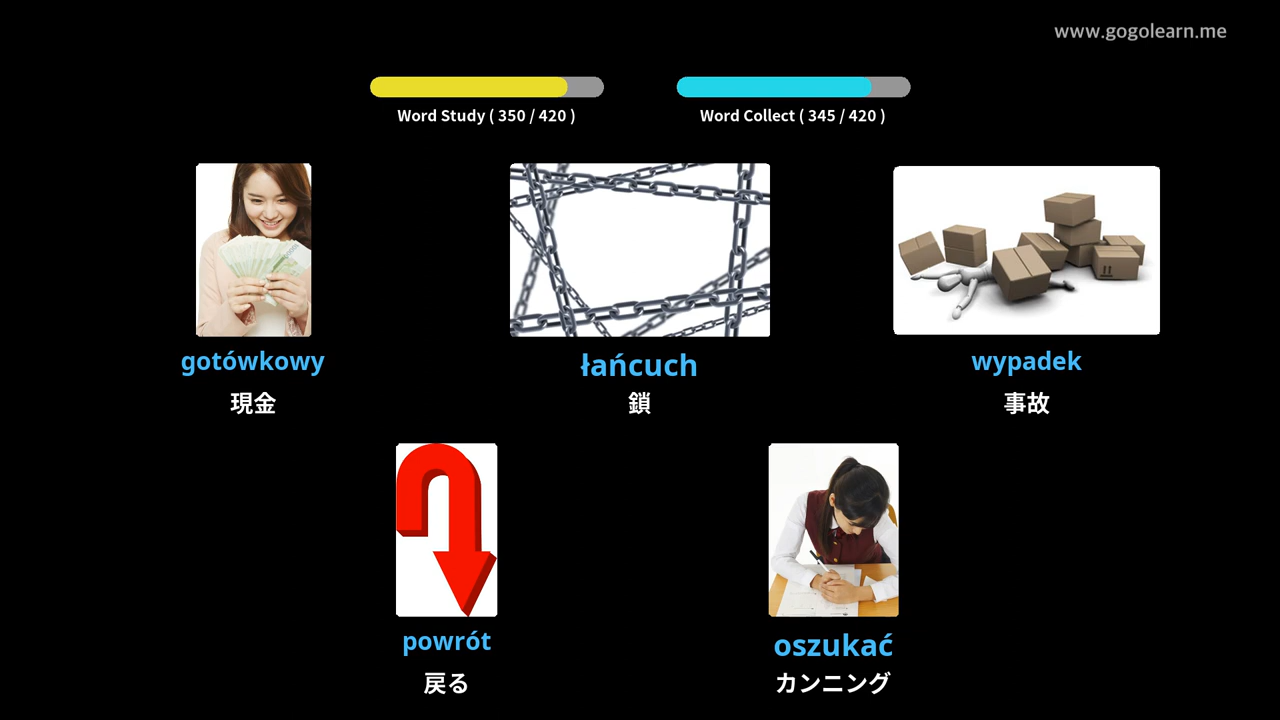 www.gogolearn.me
Word Study ( 350 / 420 )
Word Collect ( 345 / 420 )
gotówkowy
現金
łańcuch
鎖
wypadek
事故
powrót
戻る
oszukać
カンニング